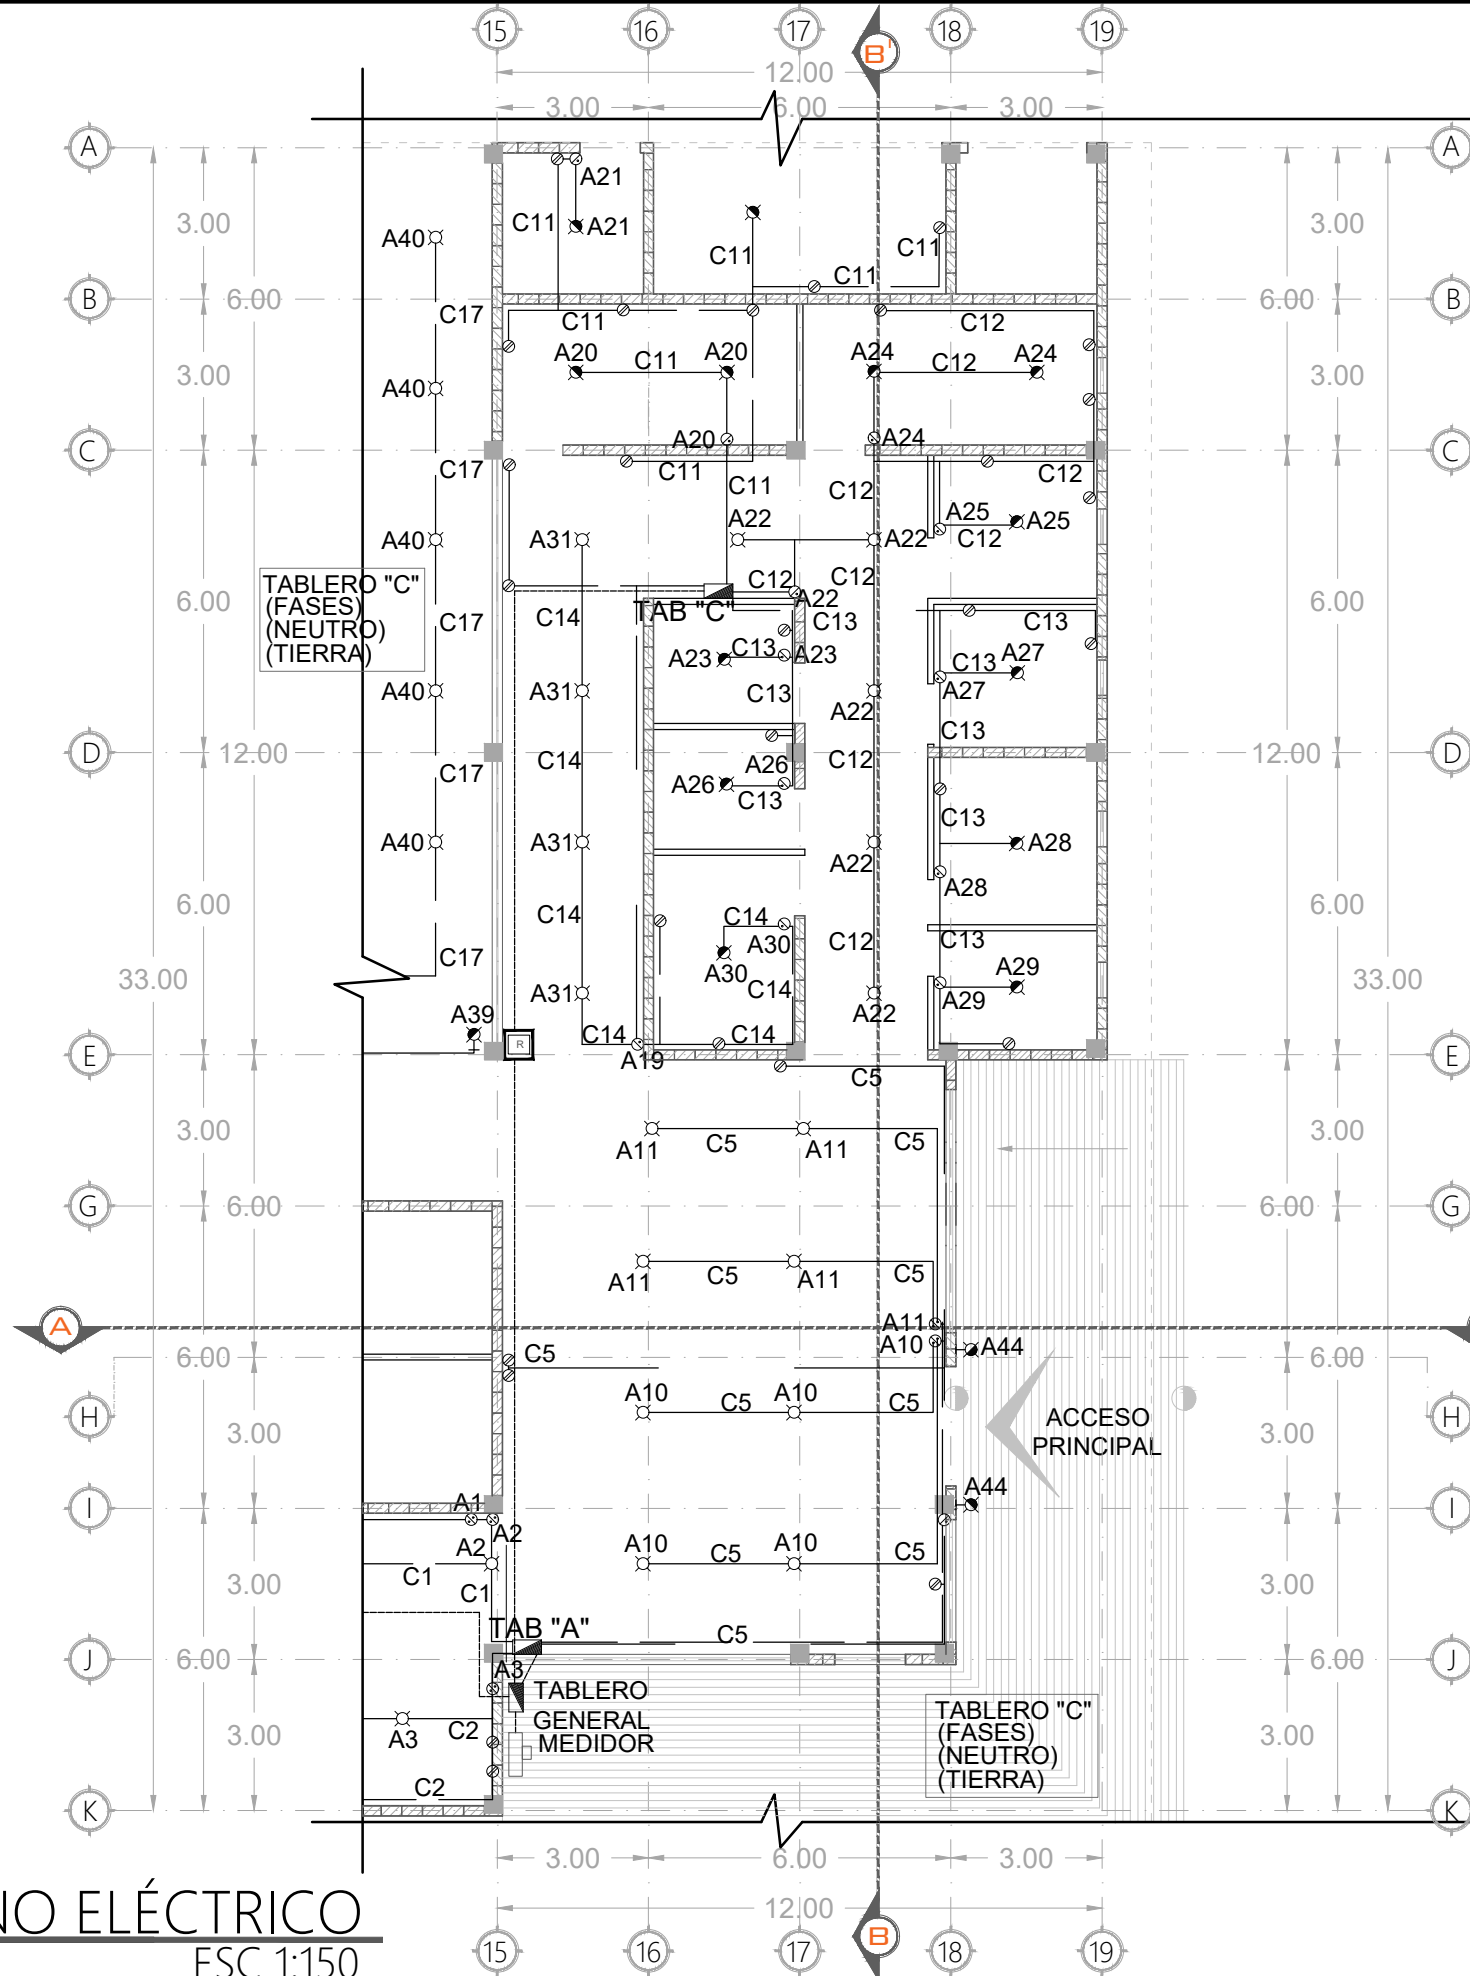 15 16 17 18 19
B'
12.00
3.00 6.00 3.00
A A
A21
3.00 C11 A21 3.00
A40 C11 C11
C11
B 6.00 6.00 B
C17 C11 C12
A20 A20 A24 A24
3.00 C11 C12 3.00
A40
A20 A24
C C
C17 C11 C11 C12 C12
A22 A25 A25
A40 A31 A22 C12
TABLERO "C"
(FASES)
(NEUTRO)
(TIERRA)
C12 C12
6.00 TAB "C" A22 6.00
C17 C14 C13 C13
A23 C13 A23 C13 A27
A40 A31 C13 A27
A22
C13
D 12.00 12.00 D
C17 C14 A26 C12
A26 C13 C13
A40 A31 A22 A28
A28
6.00 C14 C14 C12 6.00
A30 C13
C17 A30 A29
33.00 C14 33.00
A31 A22 A29
A39
R C14 C14
E A19 E
C5
3.00 A11 C5 A11 C5 3.00
G 6.00 6.00 G
A11 C5 A11 C5
A11
A
A10 A44
6.00 C5 6.00
A10 C5 A10 C5
H ACCESO H
3.00 PRINCIPAL 3.00
A1 A44
I I
A2
A2 A10 C5 A10 C5
C1
3.00 C1 3.00
TAB "A" C5
J 6.00 6.00 J
A3
TABLERO
GENERAL
MEDIDOR
TABLERO "C"
(FASES)
(NEUTRO)
(TIERRA)
3.00 A3 C2 3.00
C2
K K
3.00 6.00 3.00
12.00
NO ELÉCTRICO
B
15 16 17 18 19
ESC 1:150